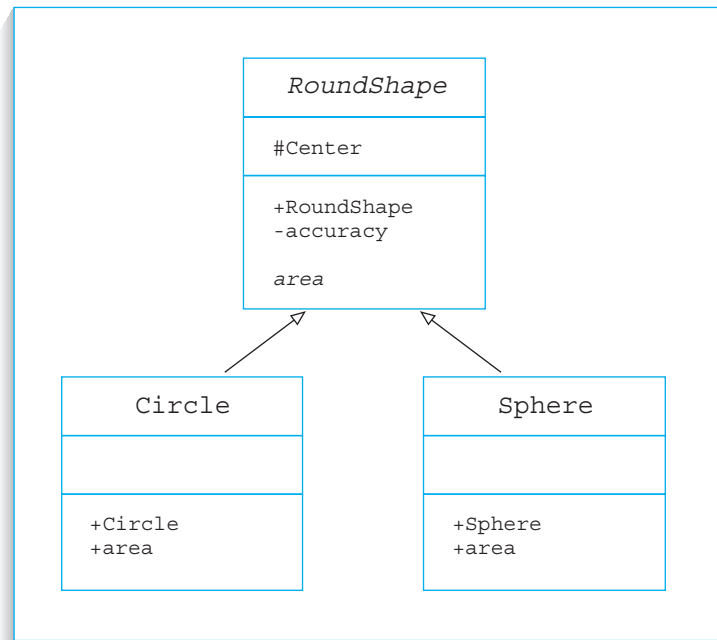 RoundShape
#Center
+RoundShape
-accuracy
area
Circle
+Circle
+area
Sphere
+Sphere
+area